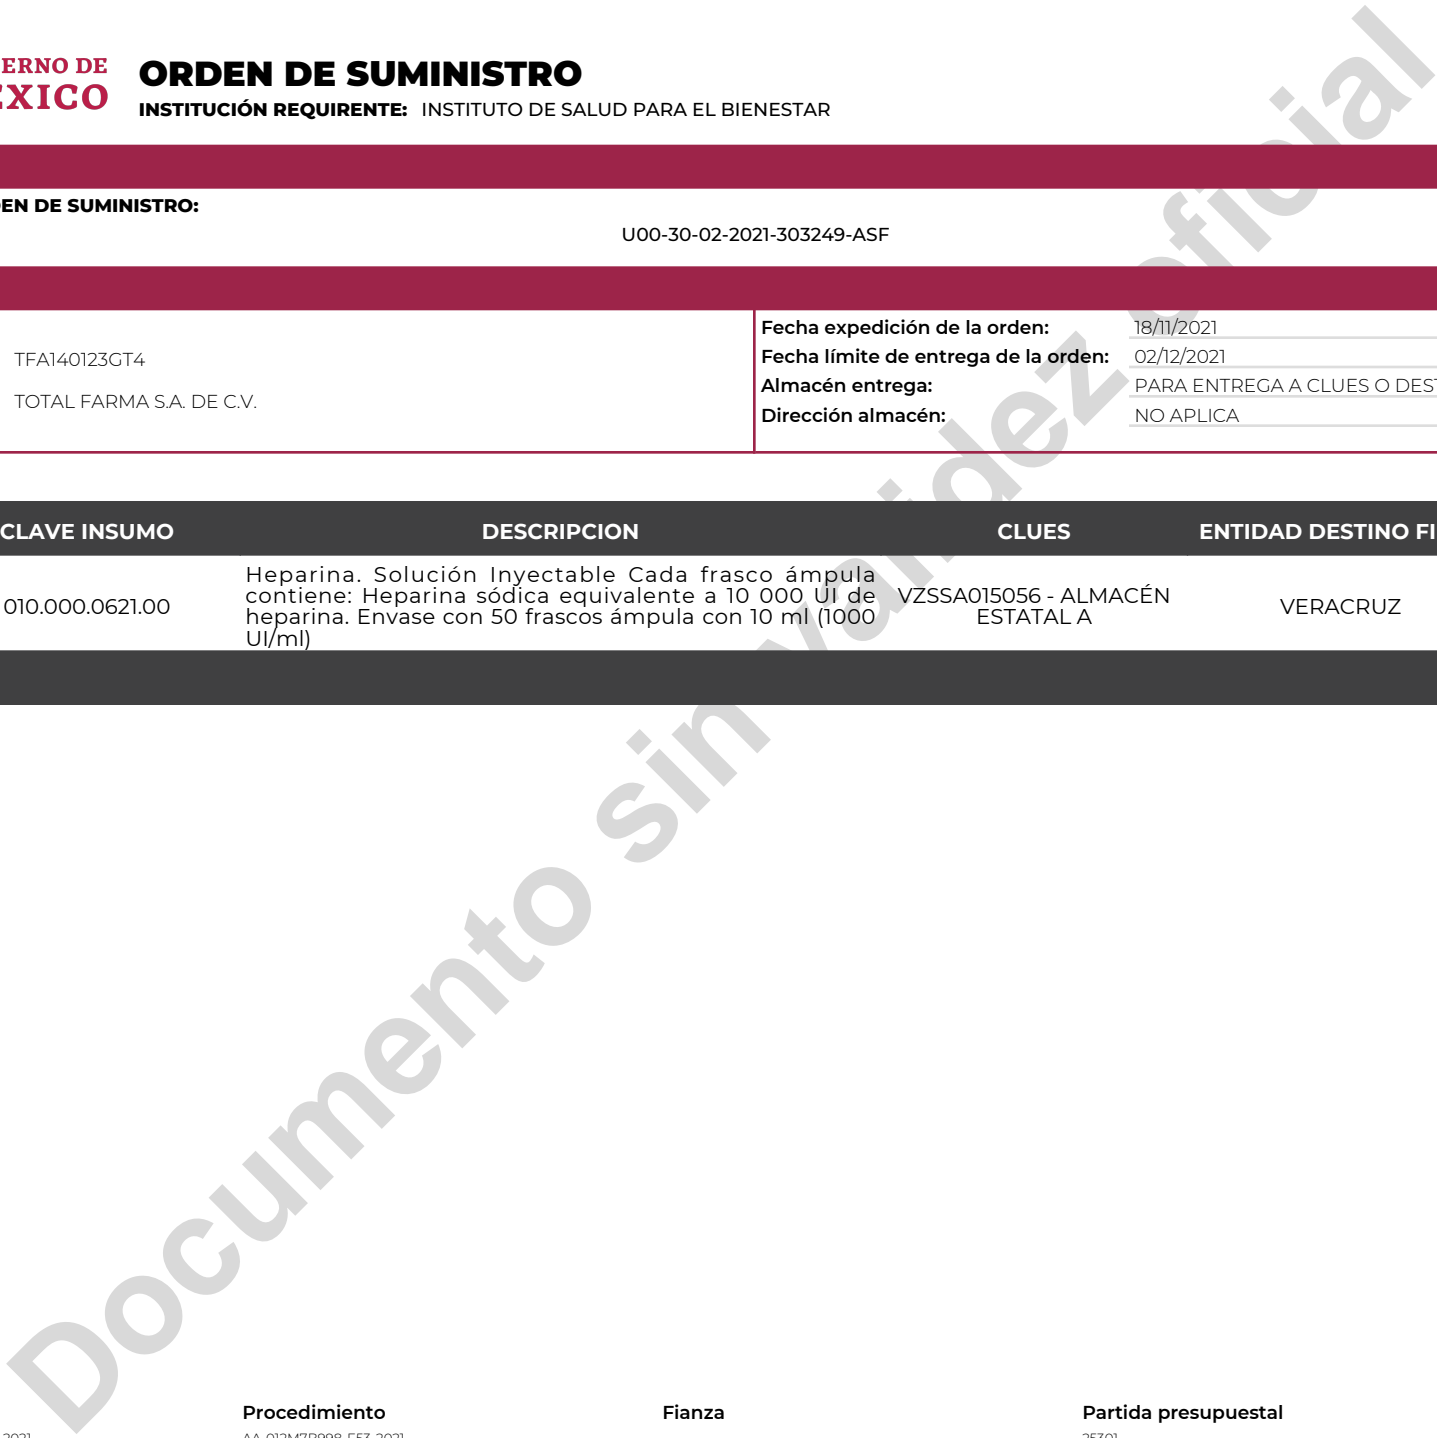 ERNO DE
ÉXICO
ORDEN DE SUMINISTRO
INSTITUCIÓN REQUIRENTE: INSTITUTO DE SALUD PARA EL BIENESTAR
EN DE SUMINISTRO:
U00-30-02-2021-303249-ASF
TFA140123GT4
TOTAL FARMA S.A. DE C.V.
Fecha expedición de la orden: 18/11/2021
Fecha límite de entrega de la orden: 02/12/2021
Almacén entrega: PARA ENTREGA A CLUES O DEST
Dirección almacén: NO APLICA
CLAVE INSUMO DESCRIPCION CLUES ENTIDAD DESTINO FI
010.000.0621.00
Heparina. Solución Inyectable Cada frasco ámpula
contiene: Heparina sódica equivalente a 10 000 UI de
heparina. Envase con 50 frascos ámpula con 10 ml (1000
UI/ml)
VZSSA015056 - ALMACÉN
ESTATAL A
VERACRUZ
Documento sin validez oficial
Procedimiento Fianza Partida presupuestal